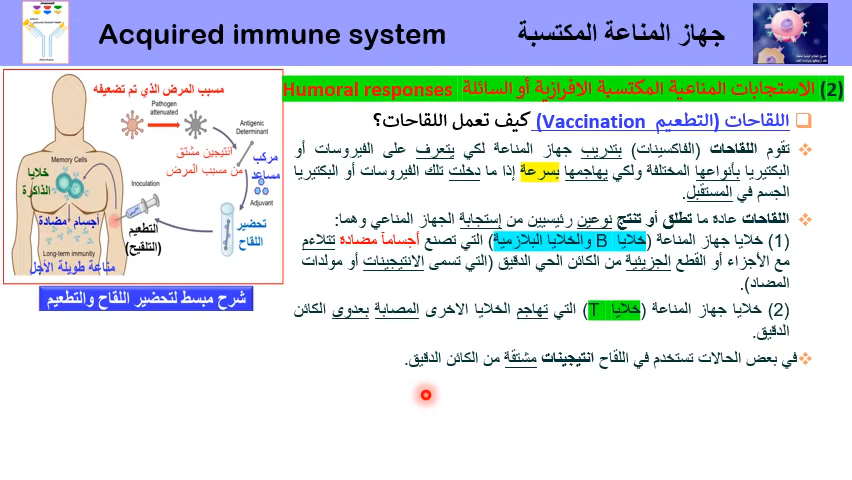 Acquired immune system جهاز المناعة المكتسبة
(2) الاستجابات المناعية المكتسبة الافرازية أو السائلة Humoral responses
اللقاحات (التطعيم Vaccination) كيف تعمل اللقاحات؟
تقوم اللقاحات (الفاكسينات) بتدريب جهاز المناعة لكي يتعرف على الفيروسات أو
البكتيريا بأنواعها المختلفة ولكي يهاجمها بسرعة إذا ما دخلت تلك الفيروسات أو البكتيريا
الجسم في المستقبل.
اللقاحات عادة ما تطلق أو تنتج نوعين رئيسيين من إستجابة الجهاز المناعي وهما:
(1) خلايا جهاز المناعة (خلايا B والخلايا البلازمية) التي تصنع أجساماً مضادة تتلاءم
مع الأجزاء أو القطع الجزيئية من الكائن الحي الدقيق (التي تسمى الانتيجينات أو مولدات
المضاد).
(2) خلايا جهاز المناعة (خلايا T) التي تهاجم الخلايا الاخرى المصابة بعدوى الكائن
الدقيق.
في بعض الحالات تستخدم في اللقاح انتيجينات مشتقة من الكائن الدقيق.
مسبب المرض الذي تم تضعيفه
Pathogen
attenuated
Antigenic
Determinant
أنتيجين مشتق
من مسبب المرض
مركب
مساعد
Adjuvant
تحضير
اللقاح
Memory Cells
خلايا
الذاكرة
Inoculation
التطعيم
(التلقيح)
أجسام مضادة
Long-term immunity
مناعة طويلة الأجل
شرح مبسط لتحضير اللقاح والتطعيم